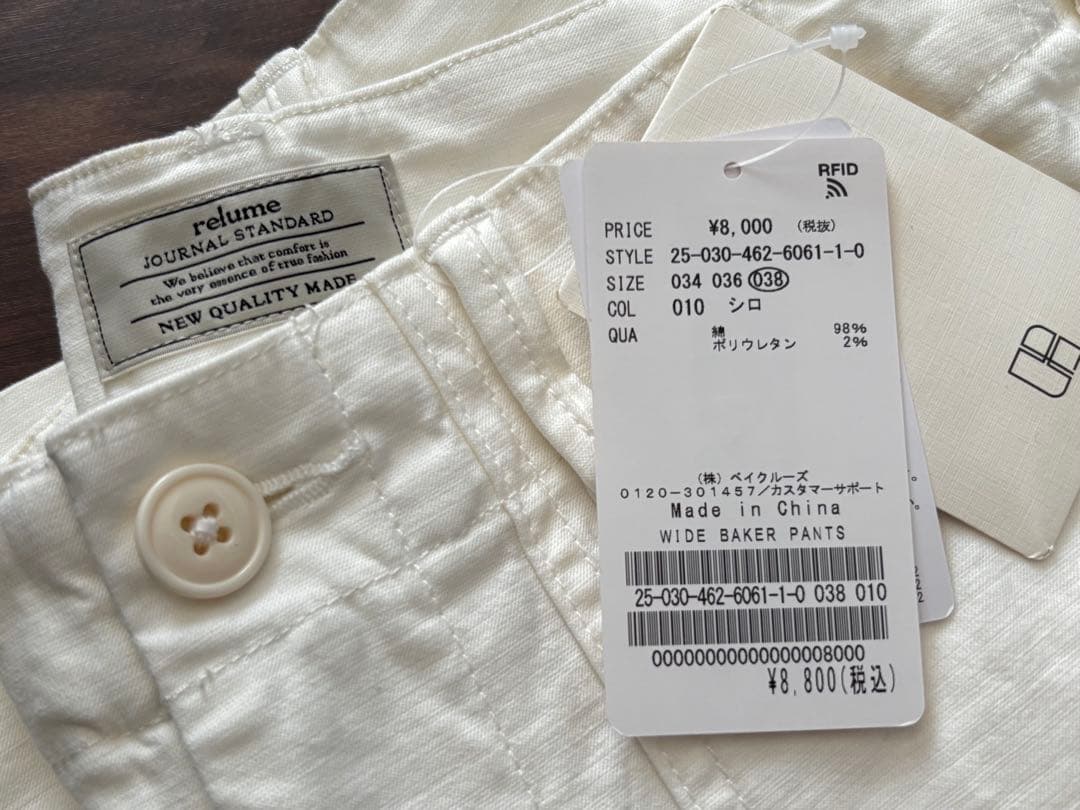 relume
JOURNAL STANDARD
We believe that comfort is
the very essence of true fashion
NEW QUALITY MADE
RFID
PRICE ¥8,000 (税抜)
STYLE 25-030-462-6061-1-0
SIZE 034 036 038
COL 010 シロ
QUA 綿 98%
ポリウレタン 2%
(株) ベイクルーズ
0120-301457/カスタマーサポート
Made in China
WIDE BAKER PANTS
25-030-462-6061-1-0 038 010
00000000000000008000
¥8,800(税込)